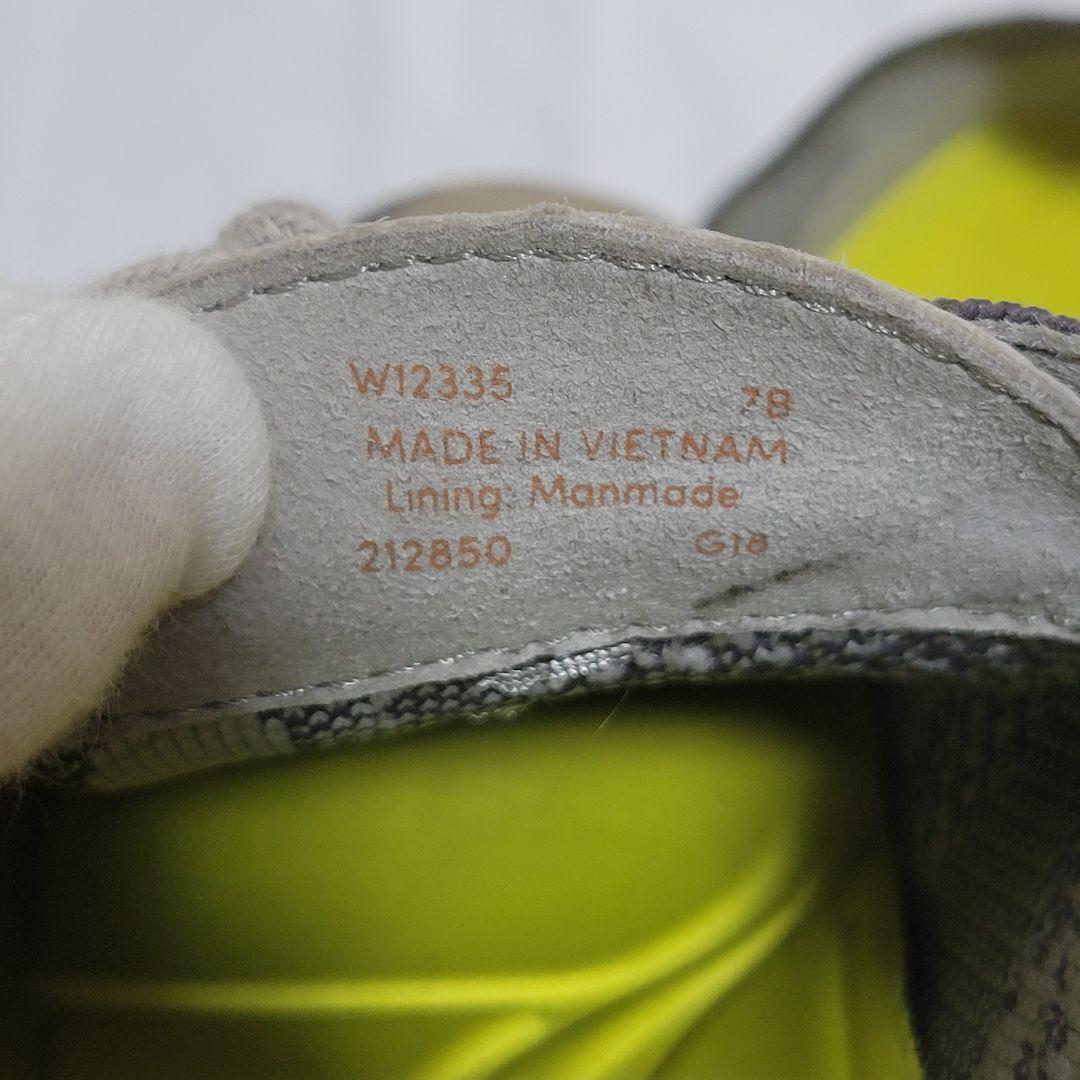 W12335 7B
MADE IN VIETNAM
Lining: Manmade
212850 G18